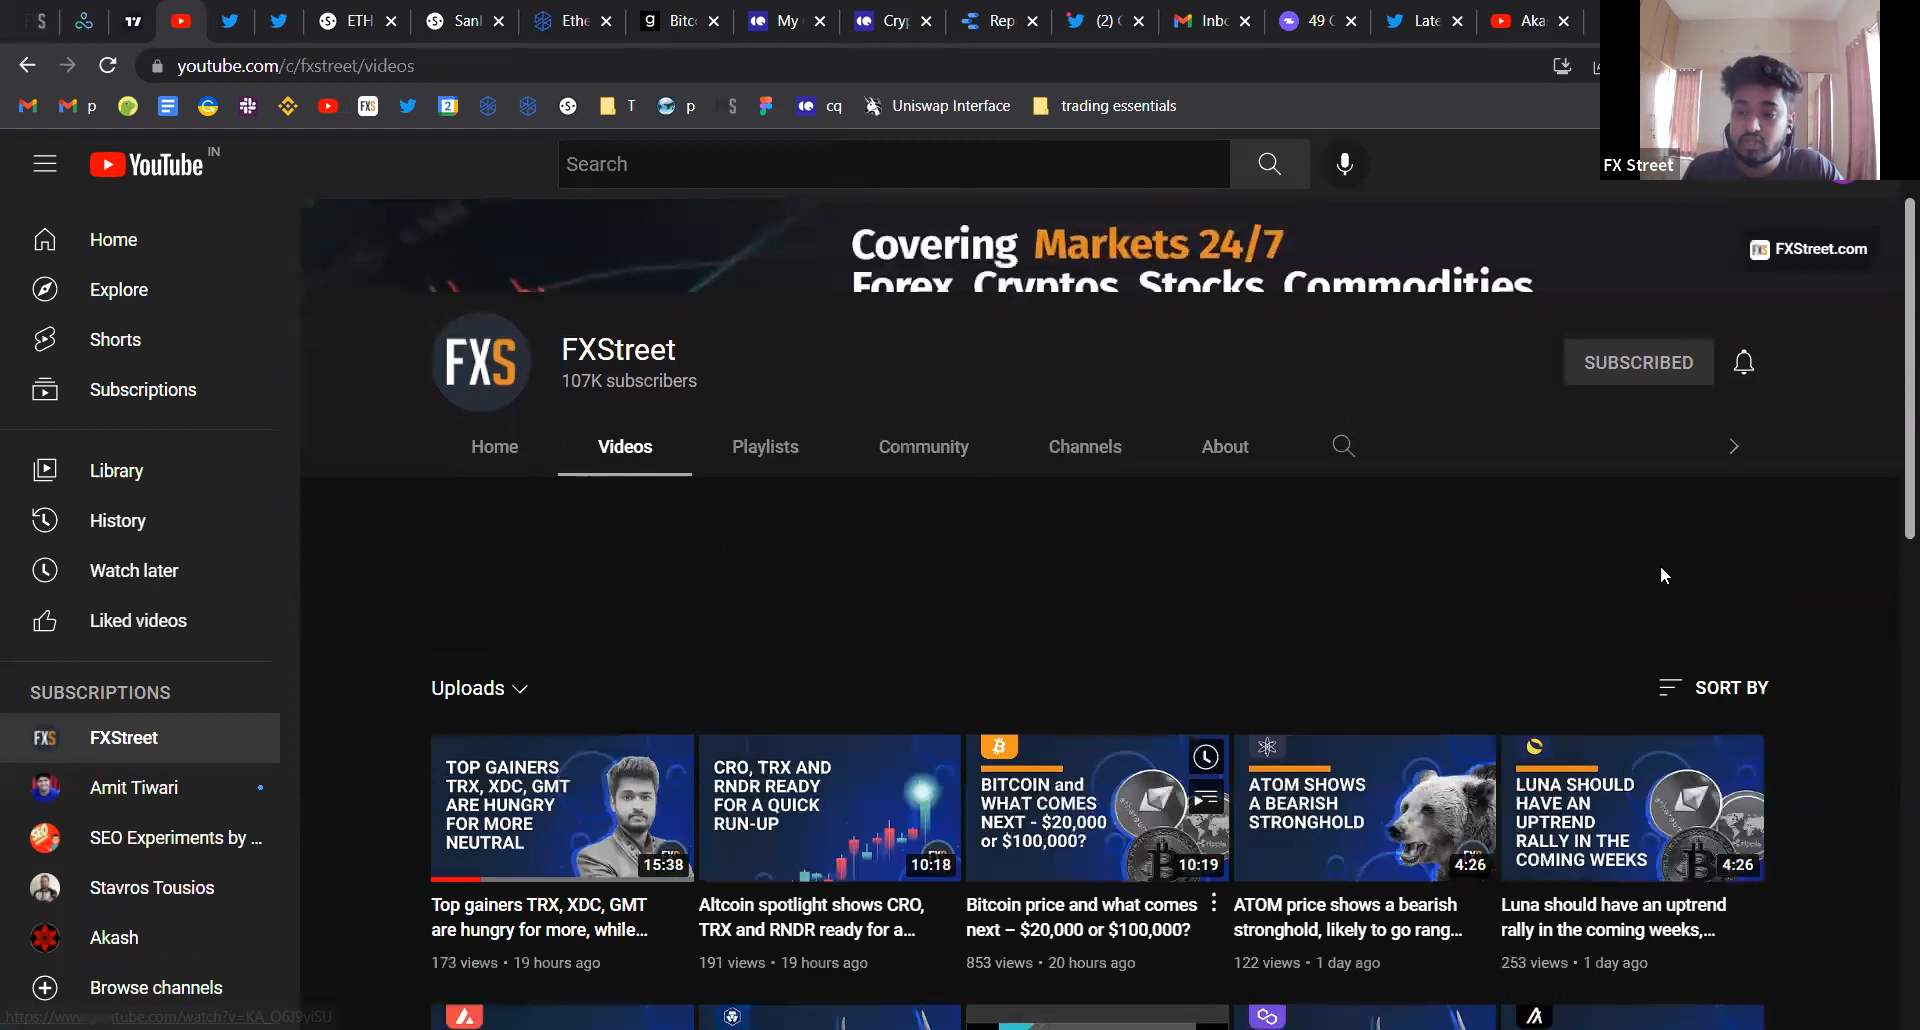 ETH
Sanl
Ethe
Bitco
My
Cryp
Rep
(2)
Inbo
49
Late
Aka
youtube.com/c/fxstreet/videos
p
T
p
cq
Uniswap Interface
trading essentials
FX Street
YouTube IN
Search
Home
Explore
Shorts
Subscriptions
Library
History
Watch later
Liked videos
SUBSCRIPTIONS
FXStreet
Amit Tiwari
SEO Experiments by ...
Stavros Tousios
Akash
Browse channels
Covering Markets 24/7
Forex, Cryptos, Stocks, Commodities
FXStreet.com
FXS
FXStreet
107K subscribers
SUBSCRIBED
Home
Videos
Playlists
Community
Channels
About
Uploads
SORT BY
TOP GAINERS
TRX, XDC, GMT
ARE HUNGRY
FOR MORE
NEUTRAL
15:38
Top gainers TRX, XDC, GMT
are hungry for more, while...
173 views • 19 hours ago
CRO, TRX AND
RNDR READY
FOR A QUICK
RUN-UP
10:18
Altcoin spotlight shows CRO,
TRX and RNDR ready for a...
191 views • 19 hours ago
BITCOIN and
WHAT COMES
NEXT - $20,000
or $100,000?
10:19
Bitcoin price and what comes
next – $20,000 or $100,000?
853 views • 20 hours ago
ATOM SHOWS
A BEARISH
STRONGHOLD
4:26
ATOM price shows a bearish
stronghold, likely to go rang...
122 views • 1 day ago
LUNA SHOULD
HAVE AN
UPTREND
RALLY IN THE
COMING WEEKS
4:26
Luna should have an uptrend
rally in the coming weeks,...
253 views • 1 day ago